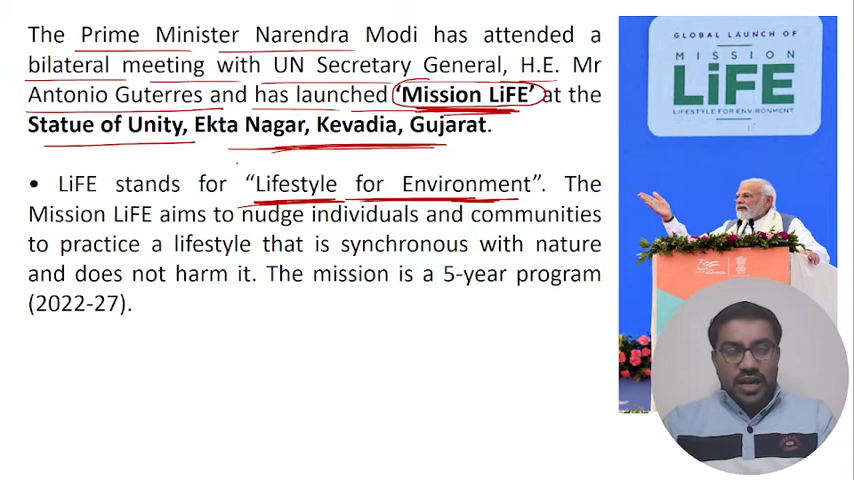 The Prime Minister Narendra Modi has attended a
bilateral meeting with UN Secretary General, H.E. Mr
Antonio Guterres and has launched ‘Mission LiFE’ at the
Statue of Unity, Ekta Nagar, Kevadia, Gujarat.
• LiFE stands for “Lifestyle for Environment”. The
Mission LiFE aims to nudge individuals and communities
to practice a lifestyle that is synchronous with nature
and does not harm it. The mission is a 5-year program
(2022-27).
GLOBAL LAUNCH OF
MISSION
LiFE
LIFESTYLE FOR ENVIRONMENT